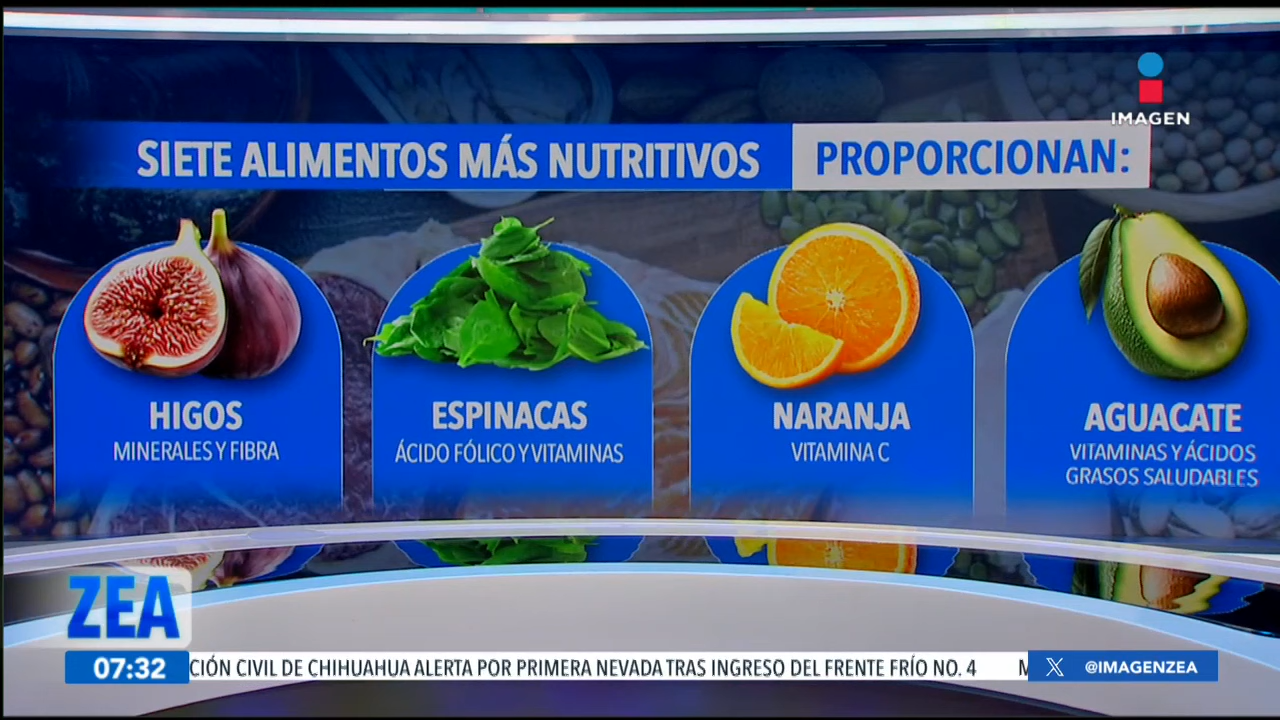 IMAGEN
SIETE ALIMENTOS MÁS NUTRITIVOS
PROPORCIONAN:
HIGOS
MINERALES Y FIBRA
ESPINACAS
ÁCIDO FÓLICO Y VITAMINAS
NARANJA
VITAMINA C
AGUACATE
VITAMINAS Y ÁCIDOS
GRASOS SALUDABLES
ZEA
07:32
CIÓN CIVIL DE CHIHUAHUA ALERTA POR PRIMERA NEVADA TRAS INGRESO DEL FRENTE FRÍO NO. 4
@IMAGENZEA